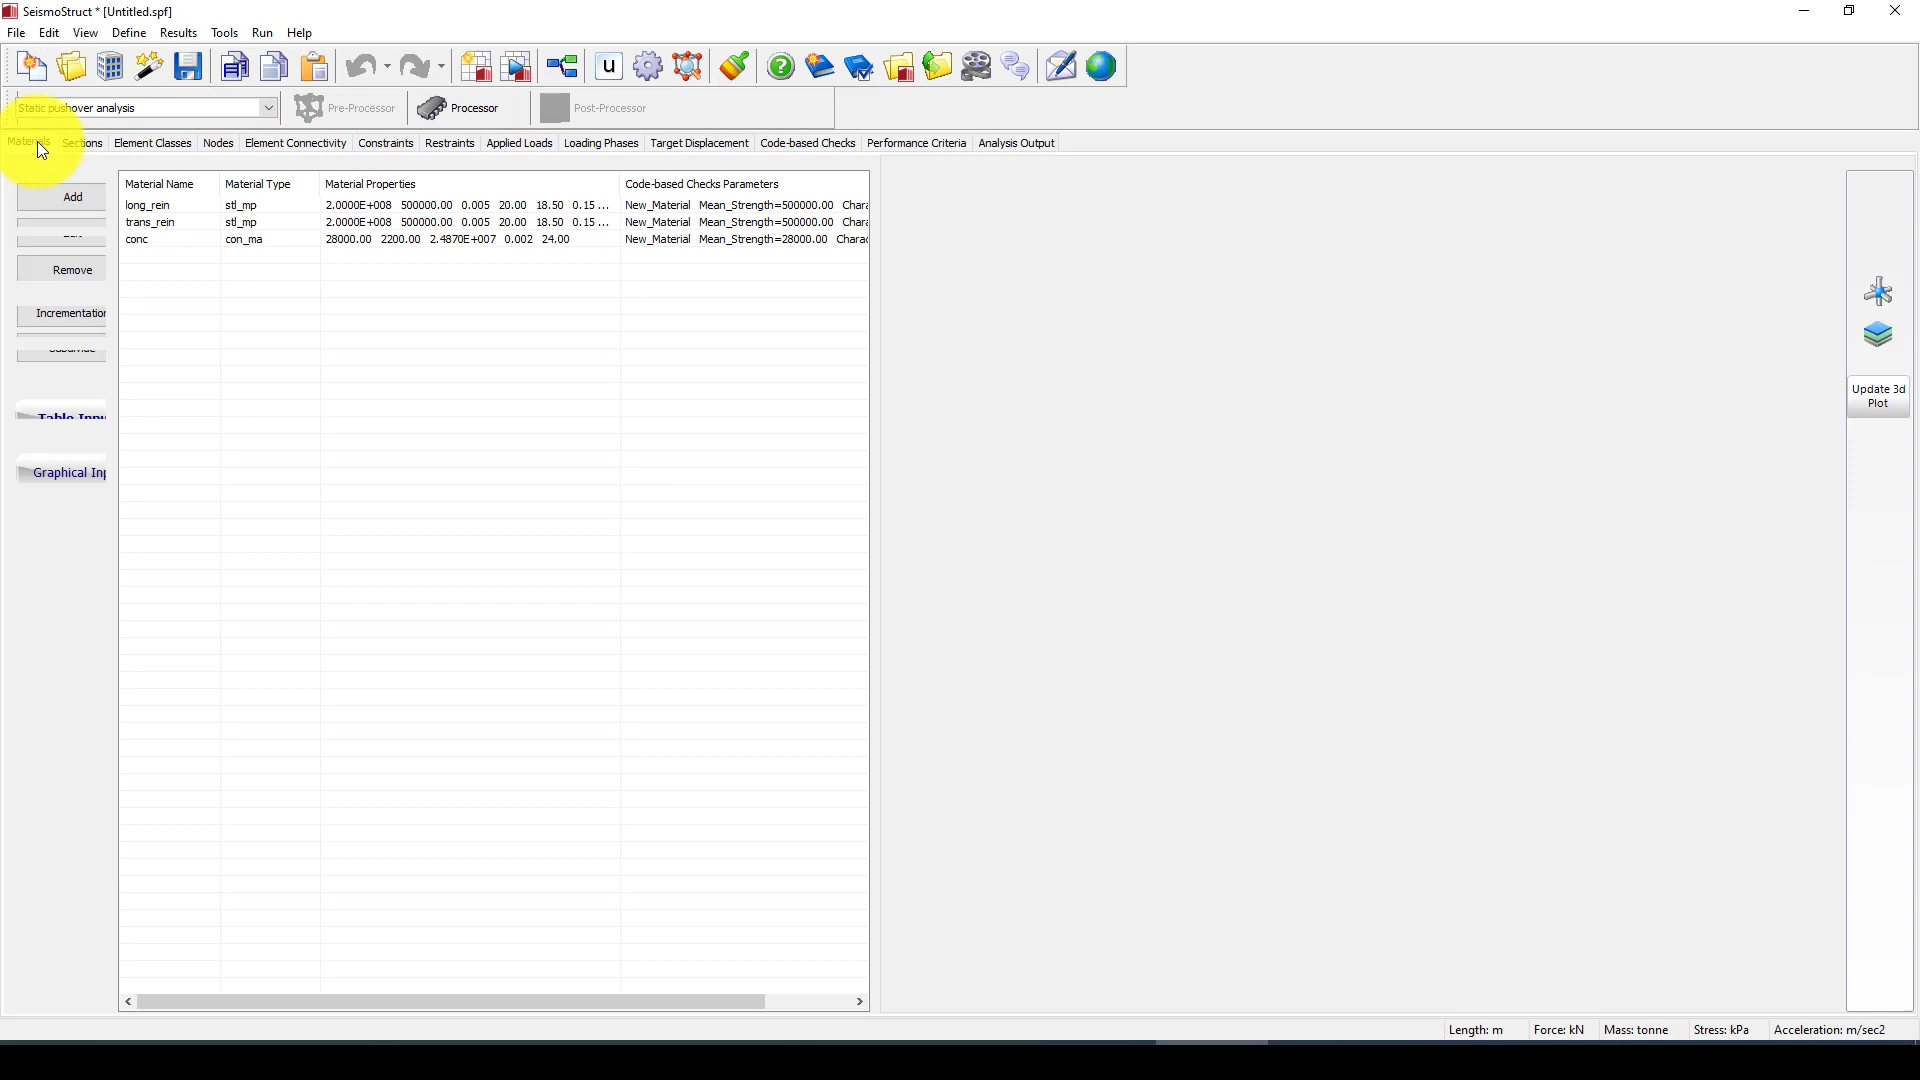 SeismoStruct * [Untitled.spf]
File Edit View Define Results Tools Run Help
u
Static pushover analysis Pre-Processor Processor Post-Processor
Materials Sections Element Classes Nodes Element Connectivity Constraints Restraints Applied Loads Loading Phases Target Displacement Code-based Checks Performance Criteria Analysis Output
Add
Remove
Incrementation
Graphical Inp
Material Name Material Type Material Properties Code-based Checks Parameters
long_rein stl_mp 2.0000E+008 500000.00 0.005 20.00 18.50 0.15 ... New_Material Mean_Strength=500000.00 Chara
trans_rein stl_mp 2.0000E+008 500000.00 0.005 20.00 18.50 0.15 ... New_Material Mean_Strength=500000.00 Chara
conc con_ma 28000.00 2200.00 2.4870E+007 0.002 24.00 New_Material Mean_Strength=28000.00 Charac
Update 3d
Plot
Length: m Force: kN Mass: tonne Stress: kPa Acceleration: m/sec2